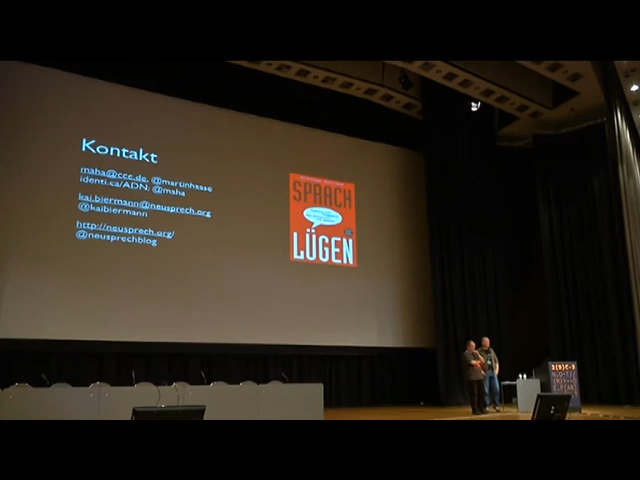 Kontakt
maha@ccc.de, @martinhaase
identi.ca/ADN: @maha
kai.biermann@neusprech.org
@kaibiermann
http://neusprech.org/
@neusprechblog
SPRACH
LÜGEN